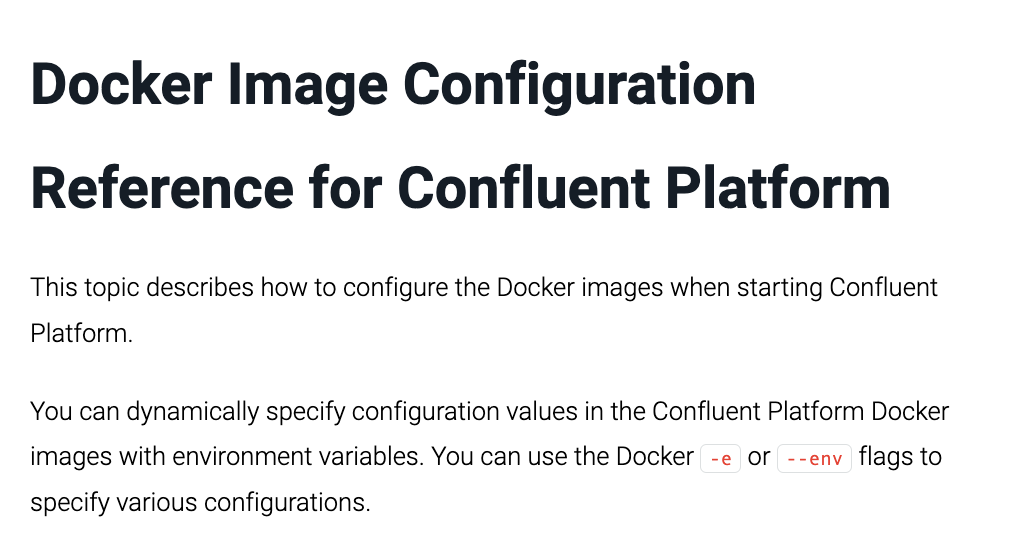 Docker Image Configuration
Reference for Confluent Platform
This topic describes how to configure the Docker images when starting Confluent
Platform.
You can dynamically specify configuration values in the Confluent Platform Docker
images with environment variables. You can use the Docker -e or --env flags to
specify various configurations.